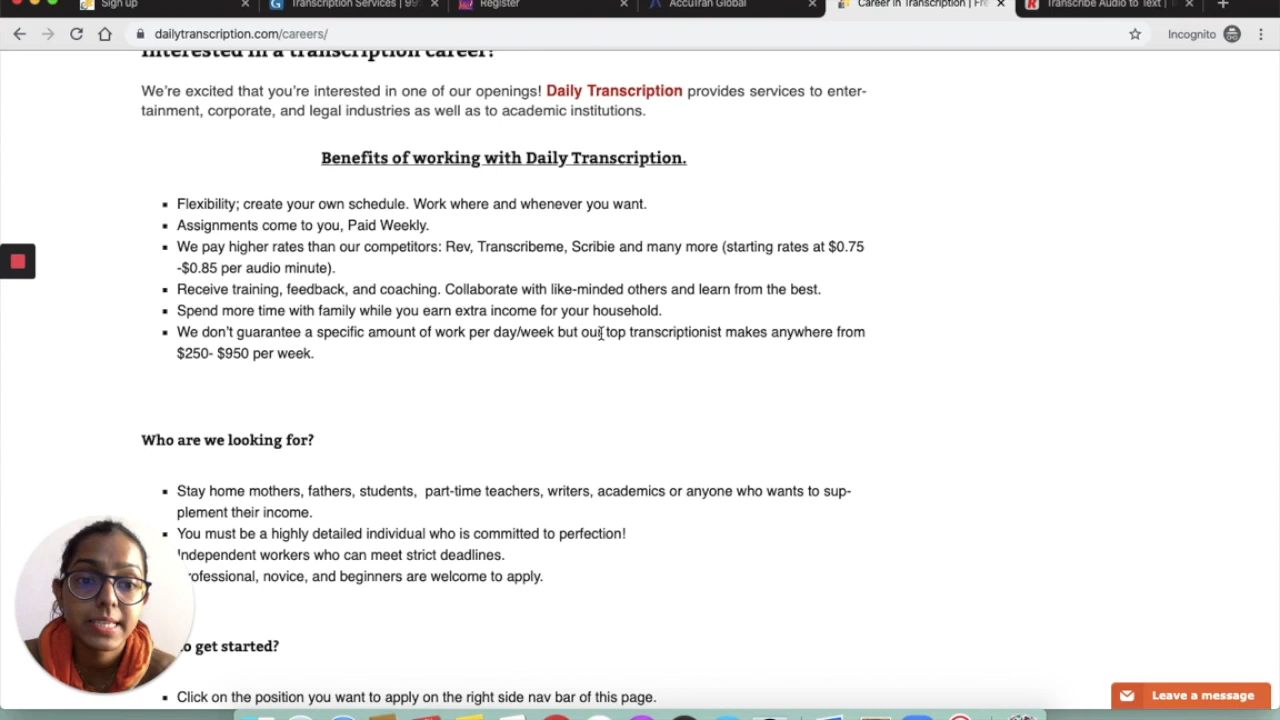 Sign up
Transcription Services | 99
Register
AccuTran Global
Career in Transcription | Fre
Transcribe Audio to Text |
dailytranscription.com/careers/
Incognito
Interested in a transcription career?
We're excited that you're interested in one of our openings! Daily Transcription provides services to enter-
tainment, corporate, and legal industries as well as to academic institutions.
Benefits of working with Daily Transcription.
Flexibility; create your own schedule. Work where and whenever you want.
Assignments come to you, Paid Weekly.
We pay higher rates than our competitors: Rev, Transcribeme, Scribie and many more (starting rates at $0.75
-$0.85 per audio minute).
Receive training, feedback, and coaching. Collaborate with like-minded others and learn from the best.
Spend more time with family while you earn extra income for your household.
We don't guarantee a specific amount of work per day/week but our top transcriptionist makes anywhere from
$250- $950 per week.
Who are we looking for?
Stay home mothers, fathers, students,  part-time teachers, writers, academics or anyone who wants to sup-
plement their income.
You must be a highly detailed individual who is committed to perfection!
Independent workers who can meet strict deadlines.
rofessional, novice, and beginners are welcome to apply.
o get started?
Click on the position you want to apply on the right side nav bar of this page.
Leave a message